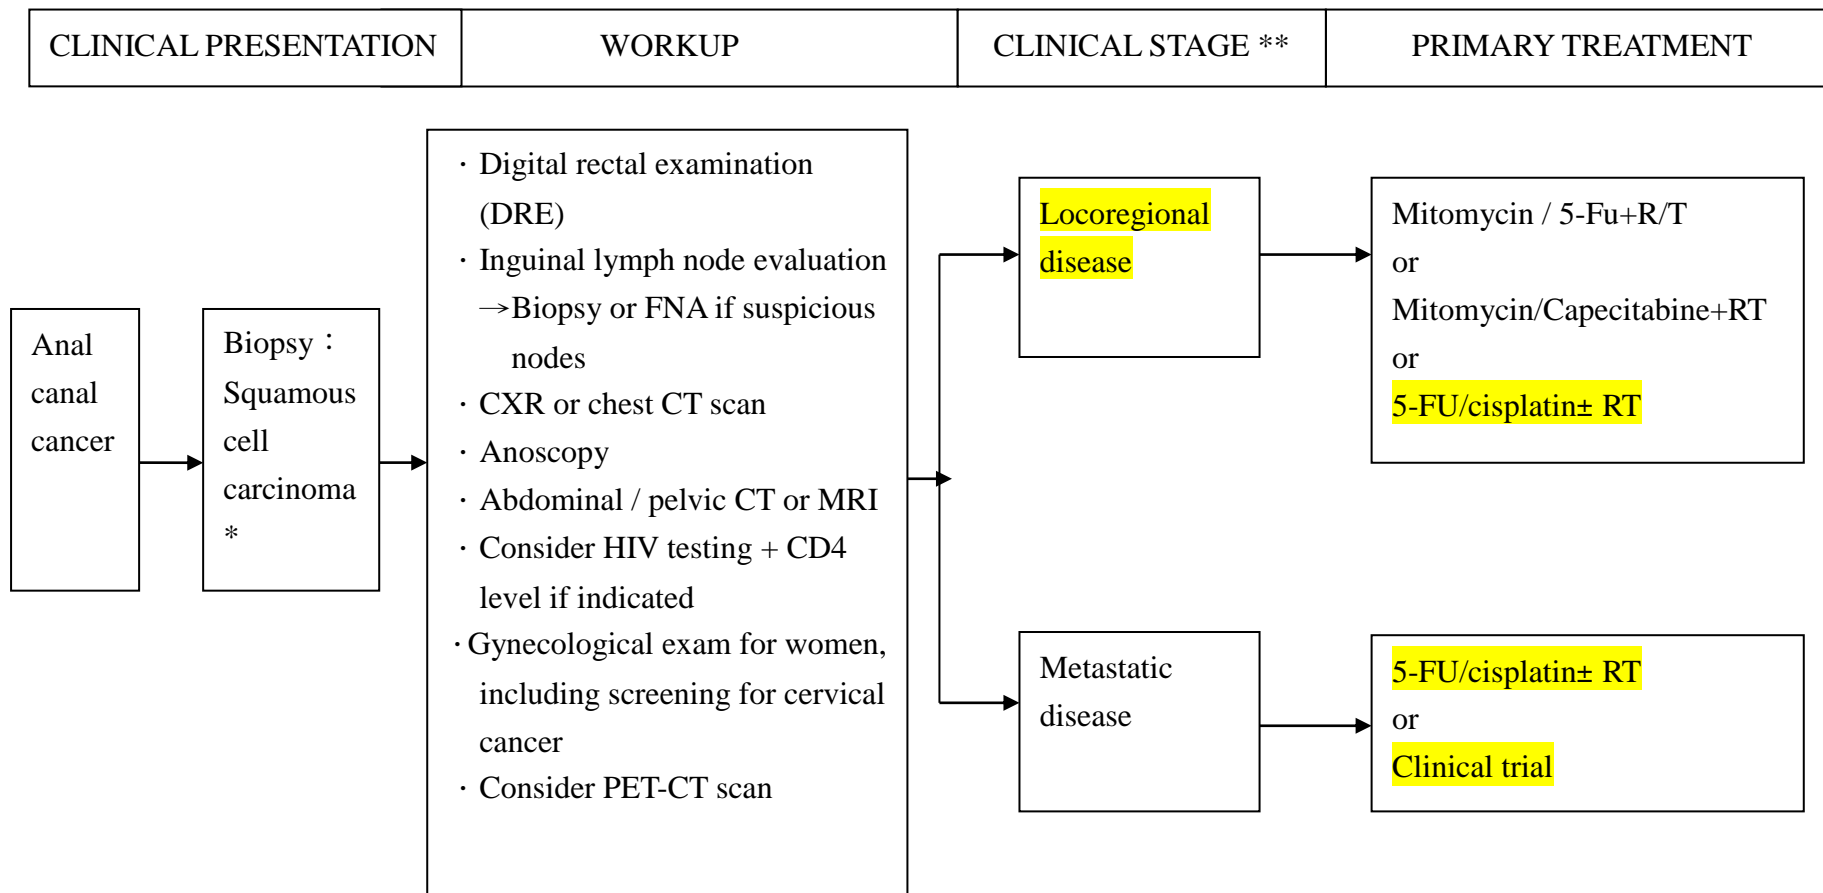 CLINICAL PRESENTATION
WORKUP
CLINICAL STAGE **
PRIMARY TREATMENT
Anal
canal
cancer
Biopsy：
Squamous
cell
carcinoma
*
· Digital rectal examination
(DRE)
· Inguinal lymph node evaluation
→Biopsy or FNA if suspicious
nodes
· CXR or chest CT scan
· Anoscopy
· Abdominal / pelvic CT or MRI
· Consider HIV testing + CD4
level if indicated
· Gynecological exam for women,
including screening for cervical
cancer
· Consider PET-CT scan
Locoregional
disease
Mitomycin / 5-Fu+R/T
or
Mitomycin/Capecitabine+RT
or
5-FU/cisplatin± RT
Metastatic
disease
5-FU/cisplatin± RT
or
Clinical trial